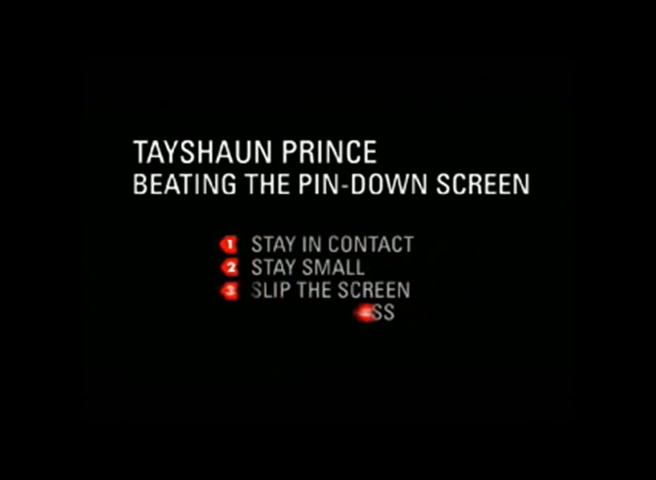 TAYSHAUN PRINCE
BEATING THE PIN-DOWN SCREEN
1 STAY IN CONTACT
2 STAY SMALL
3 SLIP THE SCREEN